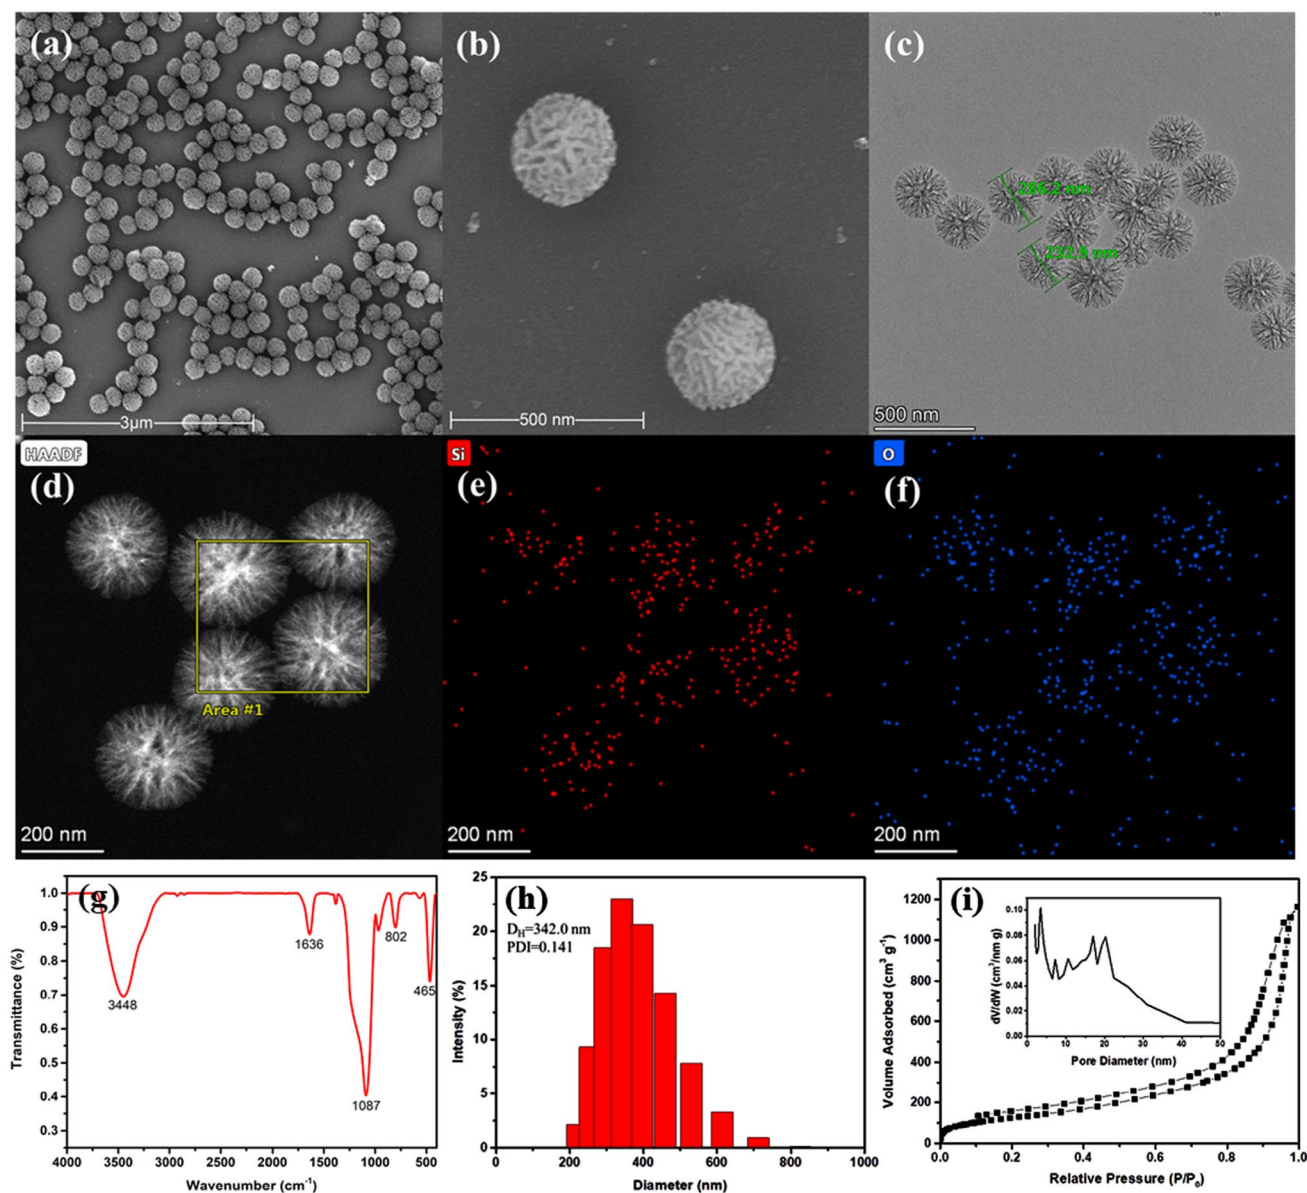 (a)
(b)
(c)
286.2 nm
232.9 nm
3µm
500 nm
500 nm
HAADF
Si
O
(d)
(e)
(f)
Area #1
200 nm
200 nm
200 nm
(g)
1.0
0.9
0.8
0.7
0.6
0.5
0.4
0.3
Transmittance (%)
3448
1636
1087
802
465
4000 3500 3000 2500 2000 1500 1000 500
Wavenumber (cm⁻¹)
(h)
D_H=342.0 nm
PDI=0.141
25
20
15
10
5
0
Intensity (%)
0 200 400 600 800 1000
Diameter (nm)
(i)
1200
1000
800
600
400
200
0
Volume Adsorbed (cm³ g⁻¹)
0.10
0.08
0.06
0.04
0.02
0.00
dV/dW (cm³/nm g)
0 10 20 30 40 50
Pore Diameter (nm)
0.0 0.2 0.4 0.6 0.8 1.0
Relative Pressure (P/P₀)